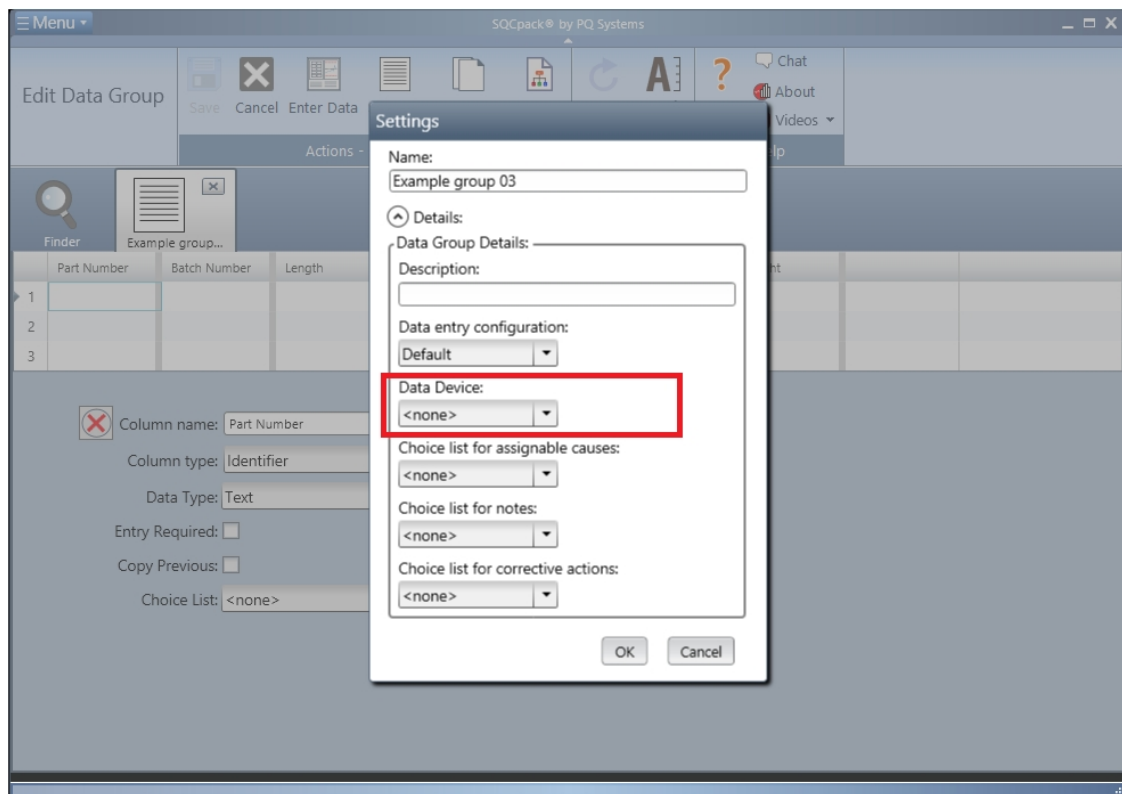 Menu
SQCpack® by PQ Systems
Edit Data Group
Save
Cancel
Enter Data
Chat
About
Videos
Actions -
Settings
Name:
Example group 03
Details:
Data Group Details:
Description:
Data entry configuration:
Default
Data Device:
<none>
Choice list for assignable causes:
<none>
Choice list for notes:
<none>
Choice list for corrective actions:
<none>
OK
Cancel
Finder
Example group...
Part Number
Batch Number
Length
1
2
3
Column name:
Part Number
Column type:
Identifier
Data Type:
Text
Entry Required:
Copy Previous:
Choice List:
<none>